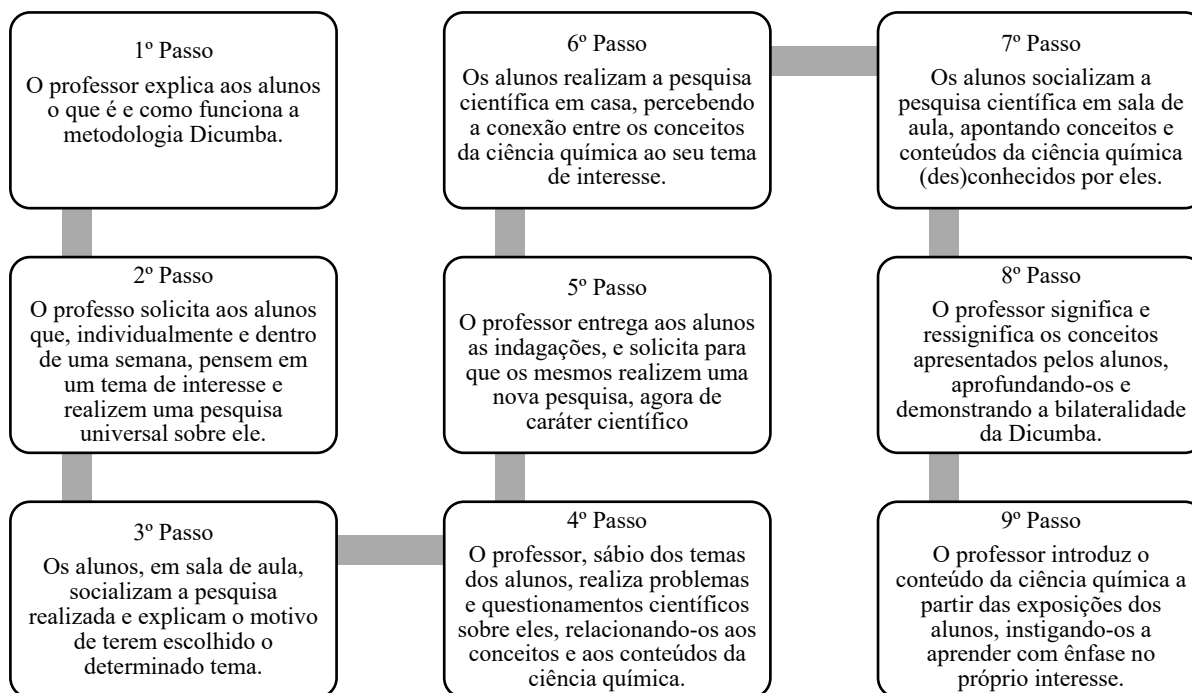 1º Passo
O professor explica aos alunos
o que é e como funciona a
metodologia Dicumba.
2º Passo
O professo solicita aos alunos
que, individualmente e dentro
de uma semana, pensem em
um tema de interesse e
realizem uma pesquisa
universal sobre ele.
3º Passo
Os alunos, em sala de aula,
socializam a pesquisa
realizada e explicam o motivo
de terem escolhido o
determinado tema.
4º Passo
O professor, sábio dos temas
dos alunos, realiza problemas
e questionamentos científicos
sobre eles, relacionando-os aos
conceitos e aos conteúdos da
ciência química.
5º Passo
O professor entrega aos alunos
as indagações, e solicita para
que os mesmos realizem uma
nova pesquisa, agora de
caráter científico
6º Passo
Os alunos realizam a pesquisa
científica em casa, percebendo
a conexão entre os conceitos
da ciência química ao seu tema
de interesse.
7º Passo
Os alunos socializam a
pesquisa científica em sala de
aula, apontando conceitos e
conteúdos da ciência química
(des)conhecidos por eles.
8º Passo
O professor significa e
ressignifica os conceitos
apresentados pelos alunos,
aprofundando-os e
demonstrando a bilateralidade
da Dicumba.
9º Passo
O professor introduz o
conteúdo da ciência química a
partir das exposições dos
alunos, instigando-os a
aprender com ênfase no
próprio interesse.